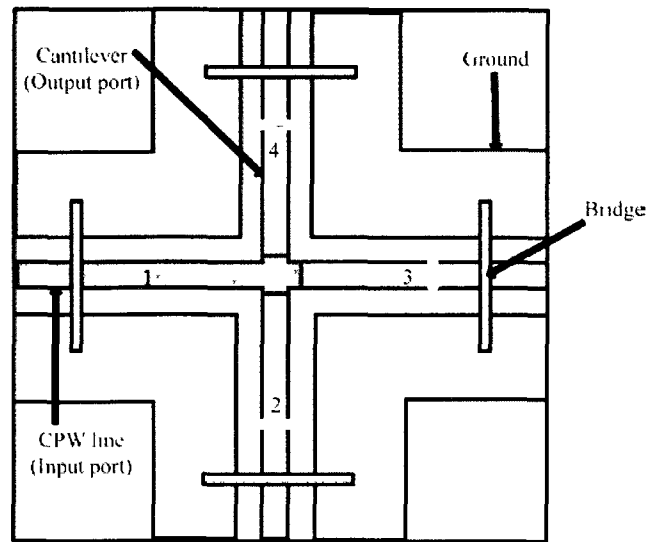 Cantilever
(Output port)
Ground
4
Bridge
1
3
2
CPW line
(Input port)